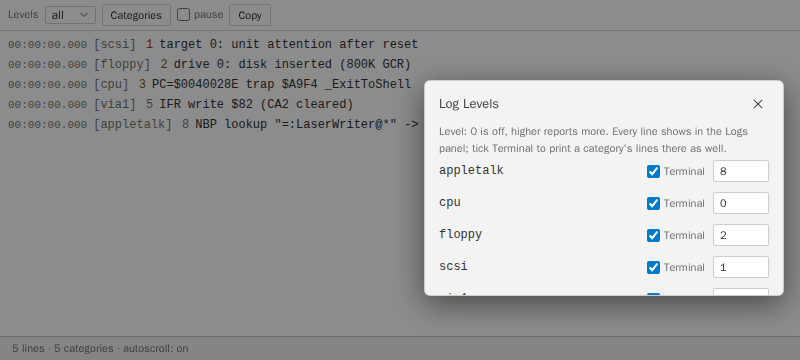 Levels all Categories pause Copy
00:00:00.000 [scsi] 1 target 0: unit attention after reset
00:00:00.000 [floppy] 2 drive 0: disk inserted (800K GCR)
00:00:00.000 [cpu] 3 PC=$0040028E trap $A9F4 _ExitToShell
00:00:00.000 [via1] 5 IFR write $82 (CA2 cleared)
00:00:00.000 [appletalk] 8 NBP lookup "=:LaserWriter@*" ->
Log Levels
Level: 0 is off, higher reports more. Every line shows in the Logs
panel; tick Terminal to print a category's lines there as well.
appletalk Terminal 8
cpu Terminal 0
floppy Terminal 2
scsi Terminal 1
5 lines · 5 categories · autoscroll: on